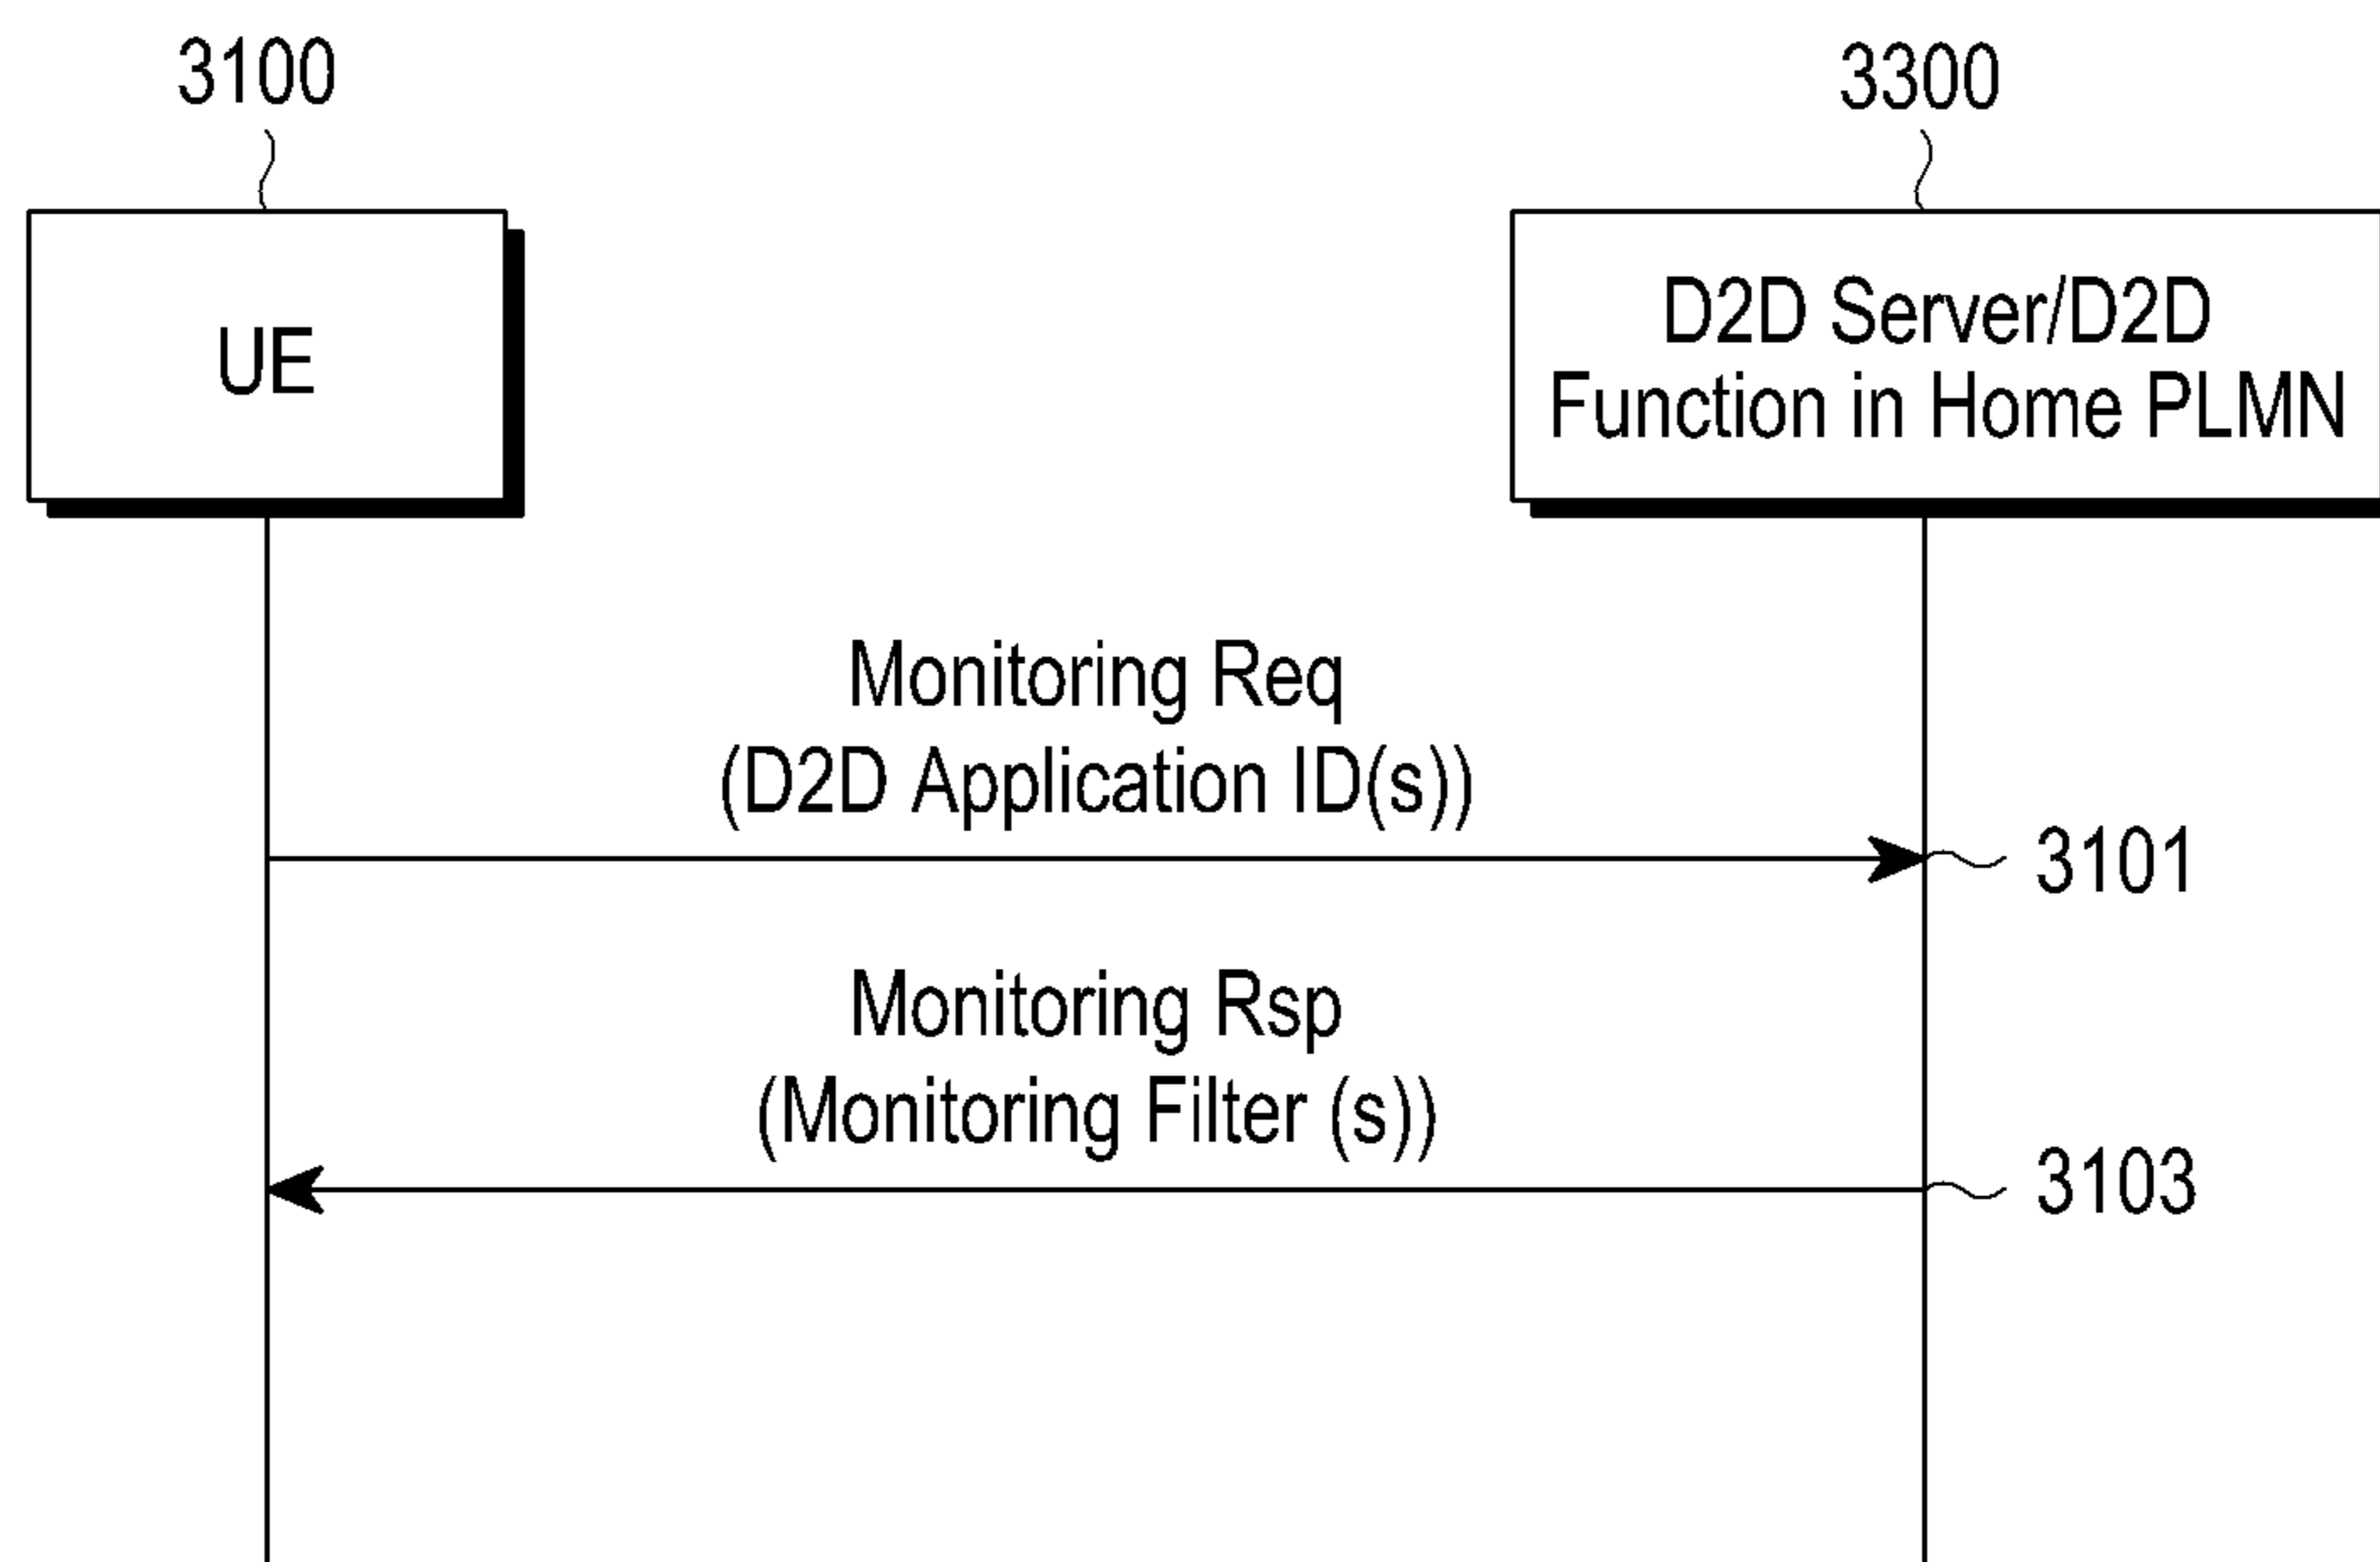 3100
3300
UE
D2D Server/D2D
Function in Home PLMN
Monitoring Req
(D2D Application ID(s))
3101
Monitoring Rsp
(Monitoring Filter (s))
3103